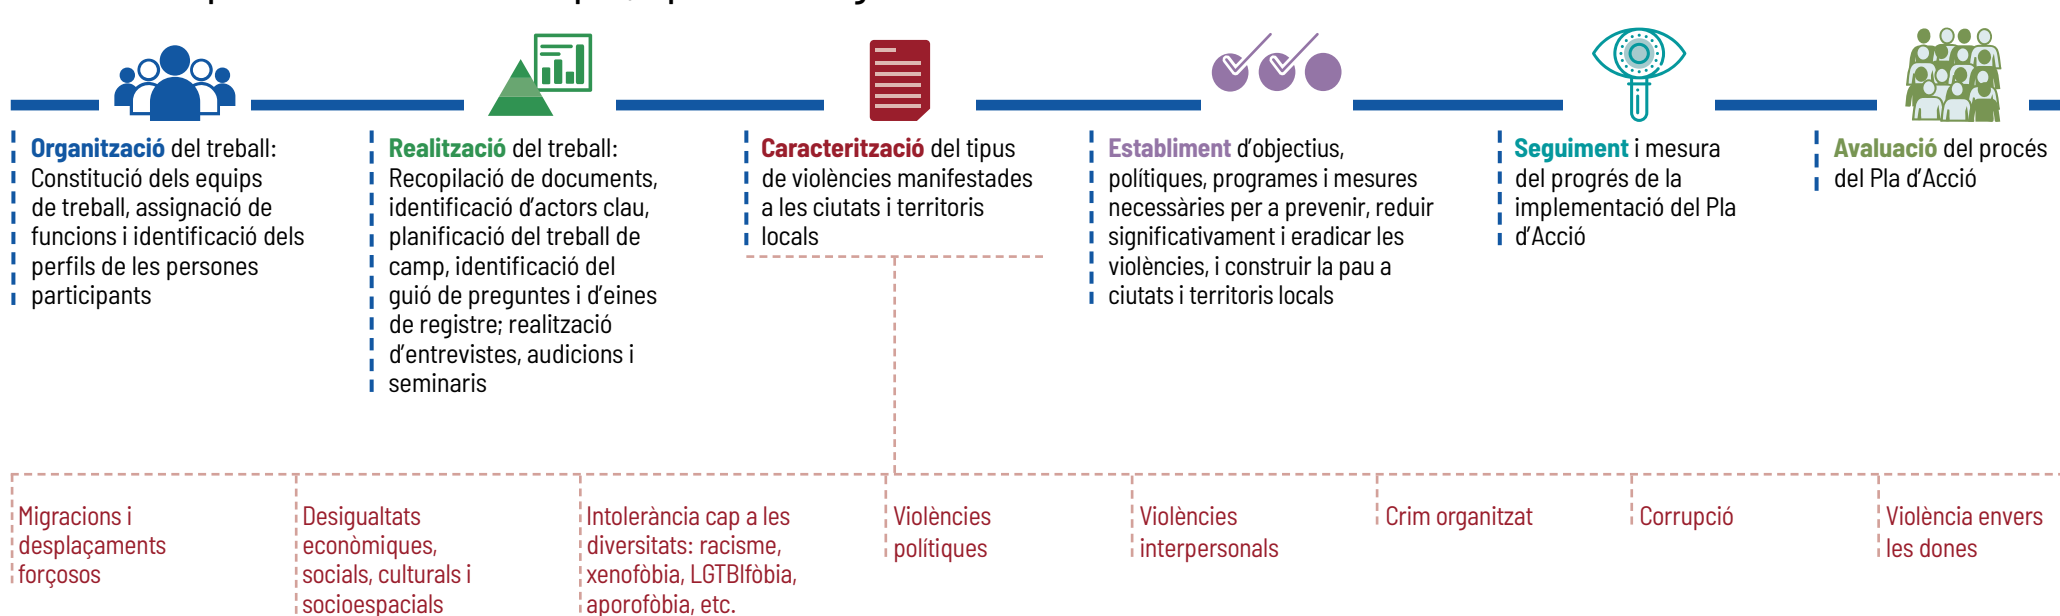 Organització del treball:
Constitució dels equips
de treball, assignació de
funcions i identificació dels
perfils de les persones
participants
Realització del treball:
Recopilació de documents,
identificació d'actors clau,
planificació del treball de
camp, identificació del
guió de preguntes i d'eines
de registre; realització
d'entrevistes, audicions i
seminaris
Caracterització del tipus
de violències manifestades
a les ciutats i territoris
locals
Establiment d'objectius,
polítiques, programes i mesures
necessàries per a prevenir, reduir
significativament i eradicar les
violències, i construir la pau a
ciutats i territoris locals
Seguiment i mesura
del progrés de la
implementació del Pla
d'Acció
Avaluació del procés
del Pla d'Acció
Migracions i
desplaçaments
forçosos
Desigualtats
econòmiques,
socials, culturals i
socioespacials
Intolerància cap a les
diversitats: racisme,
xenofòbia, LGTBIfòbia,
aporofòbia, etc.
Violències
polítiques
Violències
interpersonals
Crim organitzat
Corrupció
Violència envers
les dones